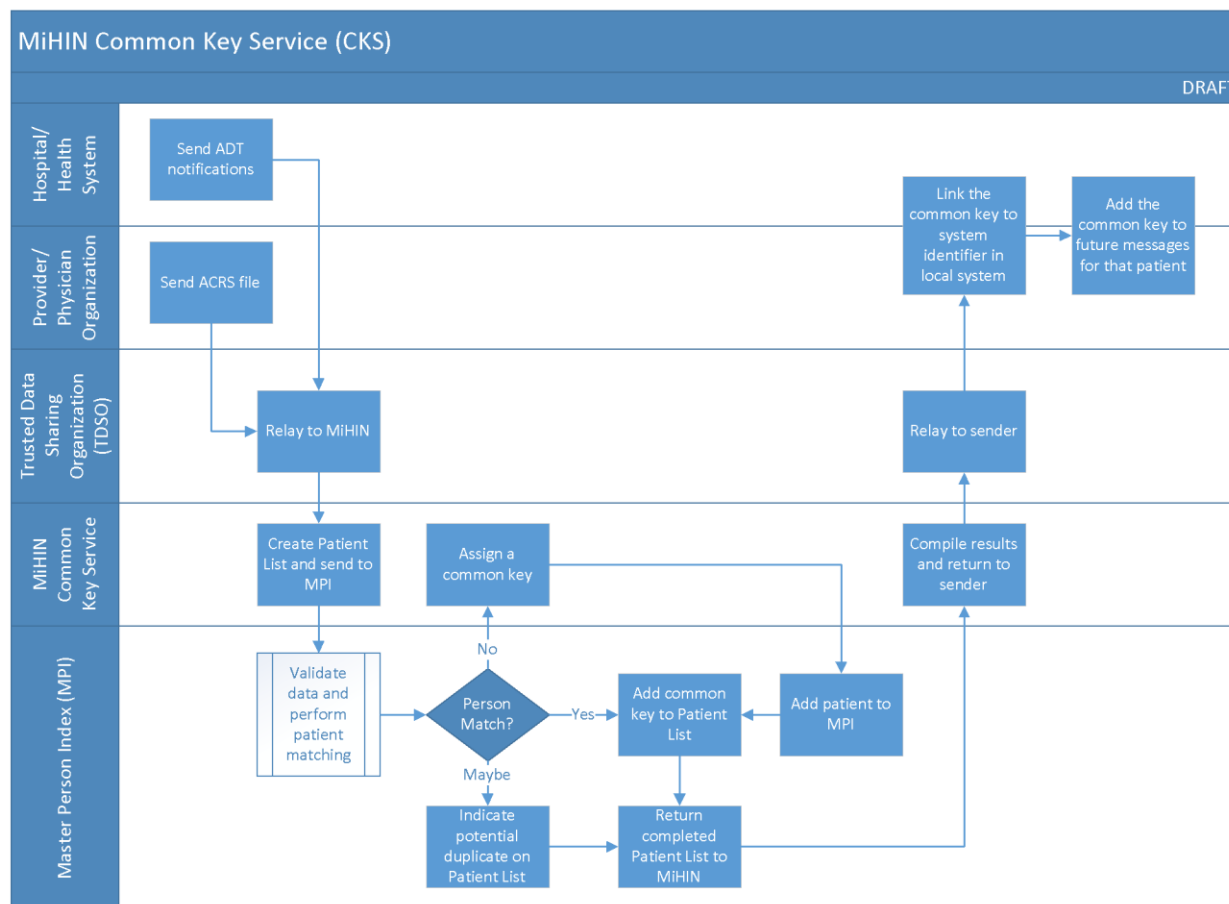 MiHIN Common Key Service (CKS)
DRAFT
Hospital/
Health
System
Send ADT
notifications
Link the
common key to
system
identifier in
local system
Add the
common key to
future messages
for that patient
Provider/
Physician
Organization
Send ACRS file
Trusted Data
Sharing
Organization
(TDSO)
Relay to MiHIN
Relay to sender
MiHIN
Common
Key Service
Create Patient
List and send to
MPI
Assign a
common key
Compile results
and return to
sender
Master Person Index (MPI)
Validate
data and
perform
patient
matching
No
Person
Match?
Yes
Maybe
Add common
key to Patient
List
Add patient to
MPI
Indicate
potential
duplicate on
Patient List
Return
completed
Patient List to
MiHIN